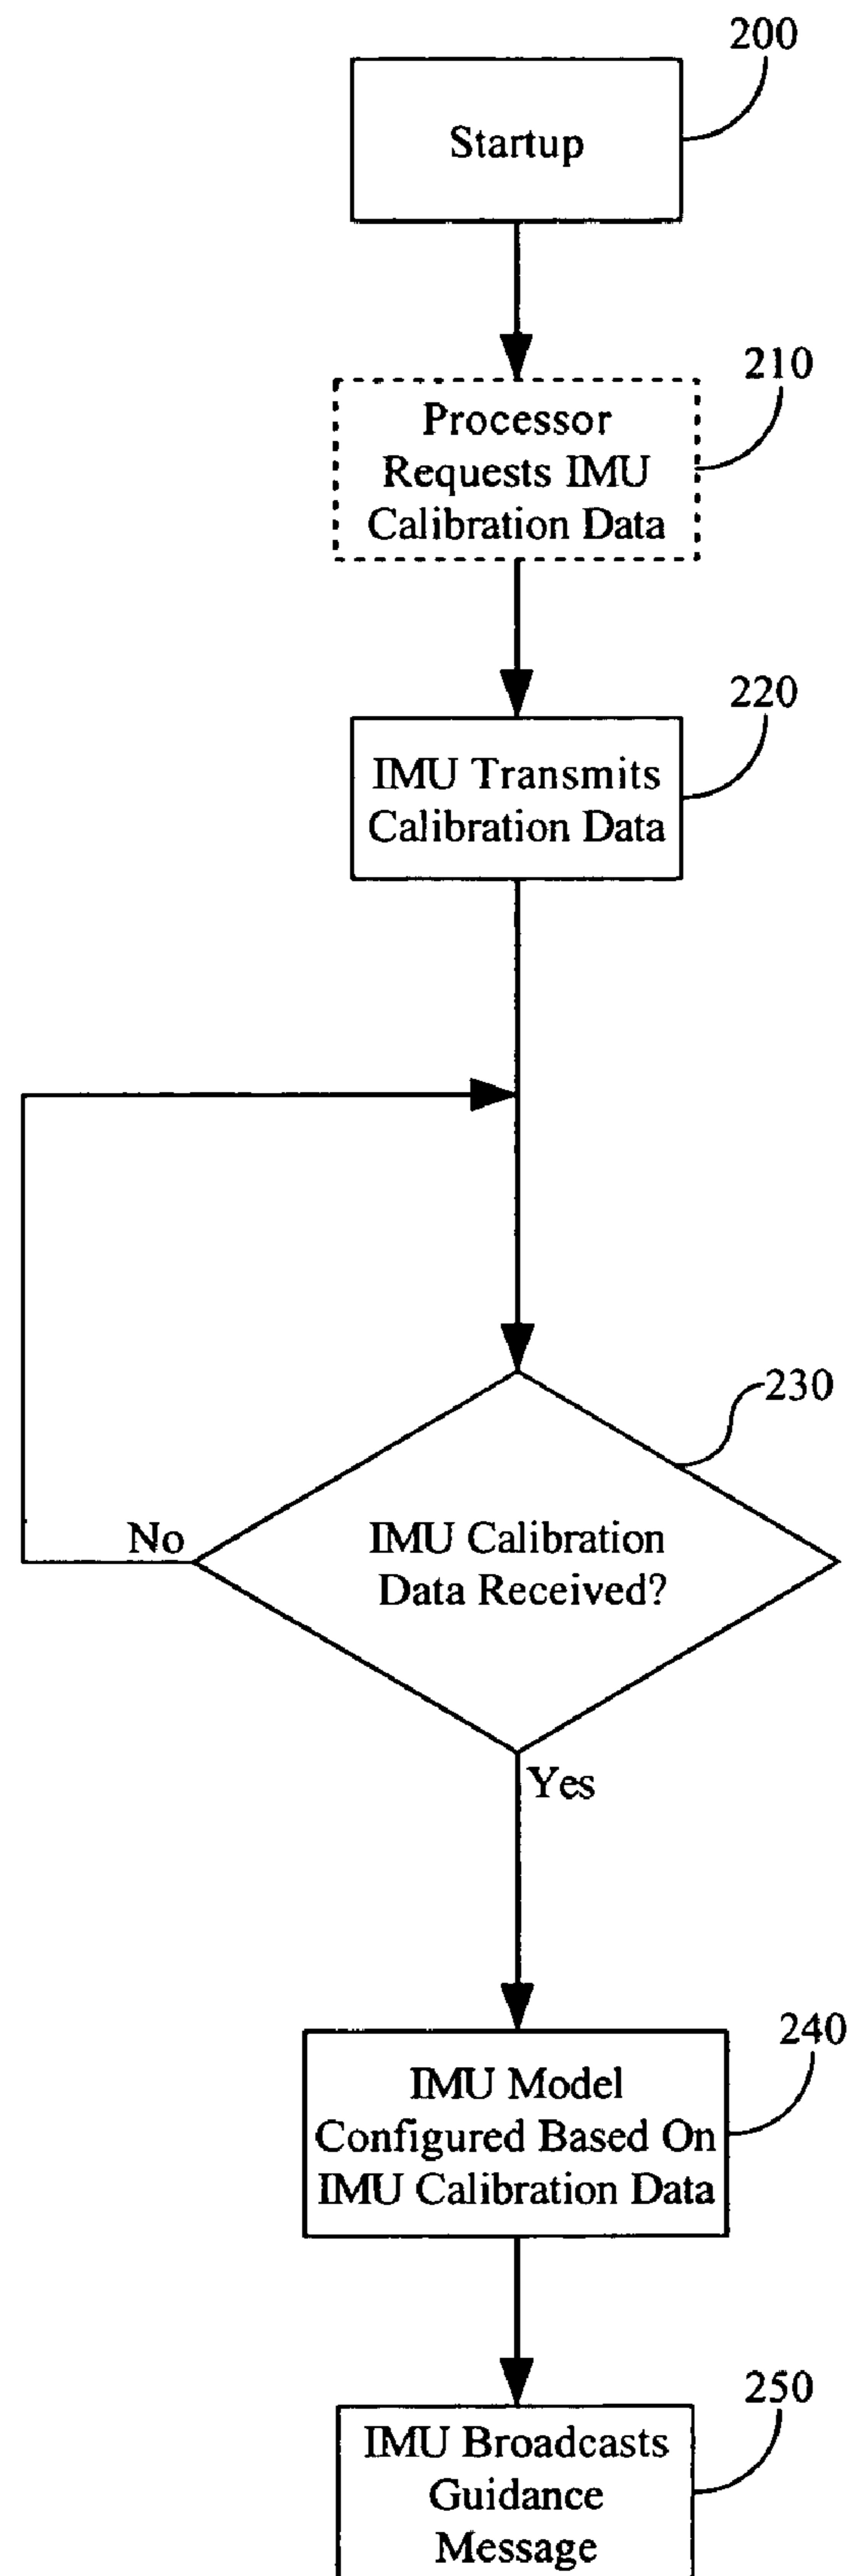 200
Startup
210
Processor
Requests IMU
Calibration Data
220
IMU Transmits
Calibration Data
230
No
IMU Calibration
Data Received?
Yes
240
IMU Model
Configured Based On
IMU Calibration Data
250
IMU Broadcasts
Guidance
Message